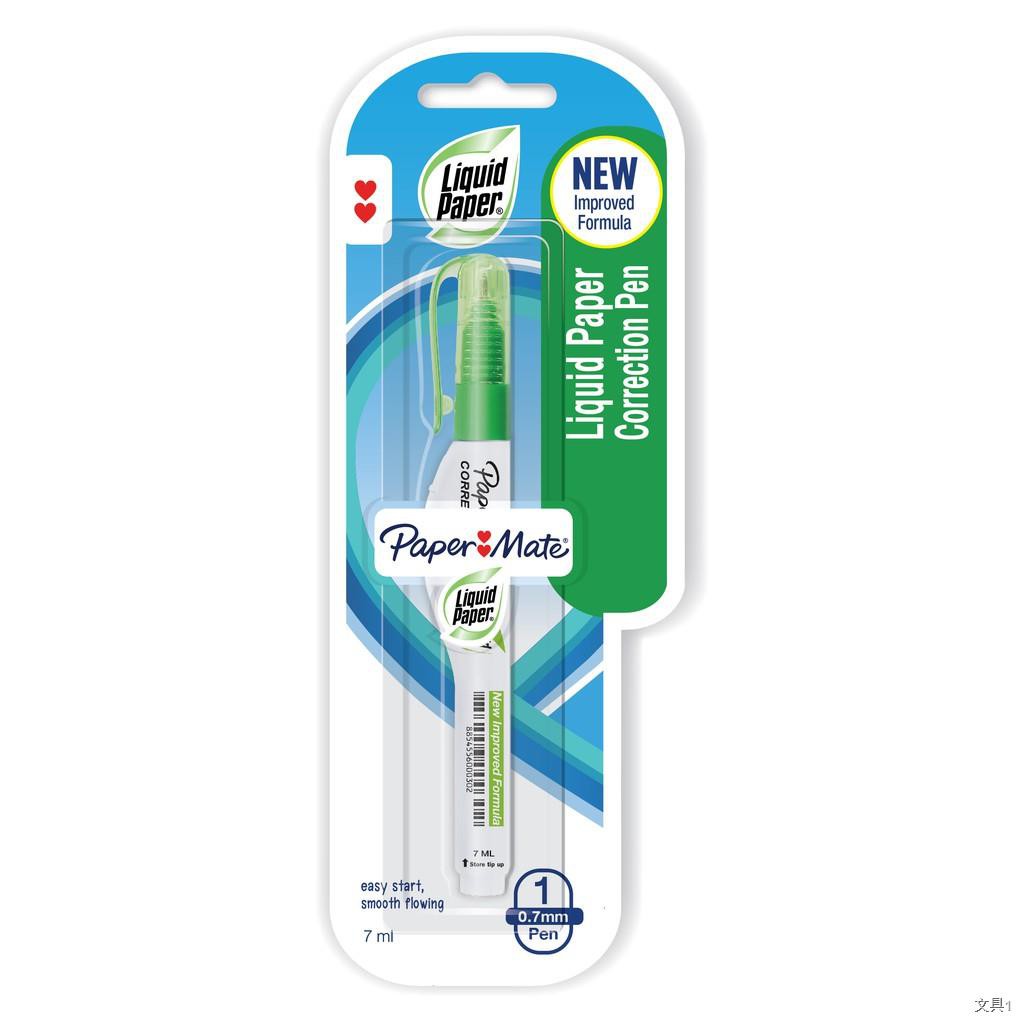 Liquid
Paper®
NEW
Improved
Formula
Liquid Paper
Correction Pen
Paper Mate®
Liquid
Paper®
New Improved Formula
8854556000302
7 ML
Store tip up
easy start,
smooth flowing
7 ml
1
0.7mm
Pen
文具1